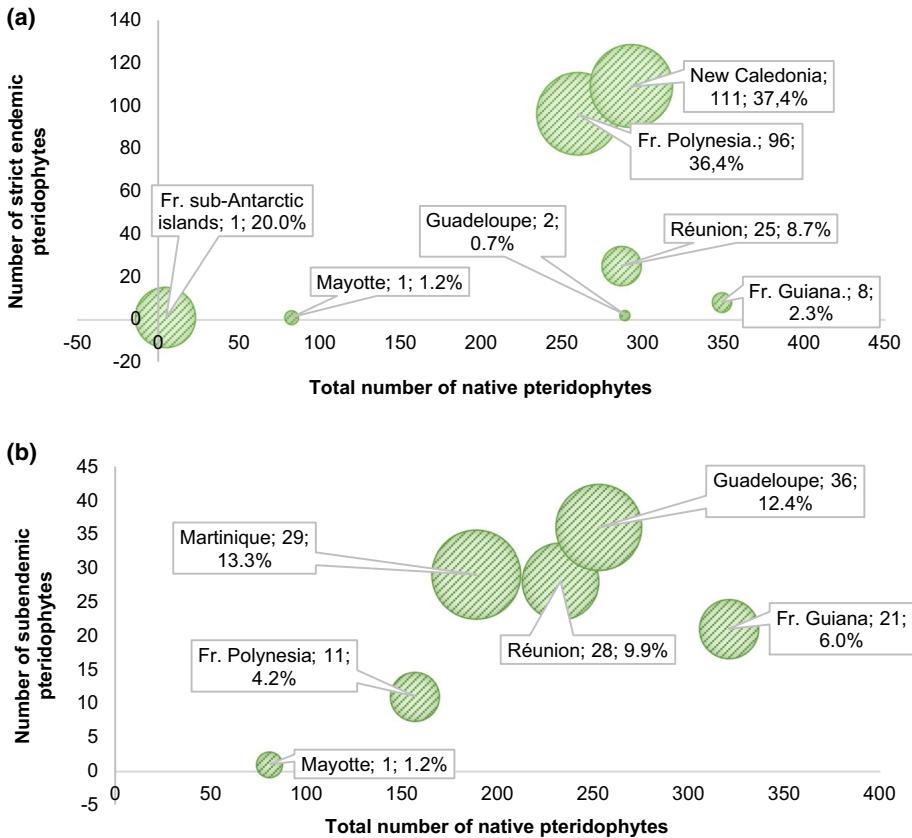 (a)
140
120
100
80
60
40
20
0
-20
-50
0
50
100
150
200
250
300
350
400
450
Number of strict endemic
pteridophytes
New Caledonia;
111; 37,4%
Fr. Polynesia.; 96;
36,4%
Fr. sub-Antarctic
islands; 1; 20.0%
Guadeloupe; 2;
0.7%
Réunion; 25; 8.7%
Mayotte; 1; 1.2%
Fr. Guiana.; 8;
2.3%
Total number of native pteridophytes
(b)
45
40
35
30
25
20
15
10
5
0
-5
Number of subendemic
pteridophytes
Guadeloupe; 36;
12.4%
Martinique; 29;
13.3%
Fr. Guiana; 21;
6.0%
Réunion; 28; 9.9%
Fr. Polynesia; 11;
4.2%
Mayotte; 1; 1.2%
0
50
100
150
200
250
300
350
400
Total number of native pteridophytes